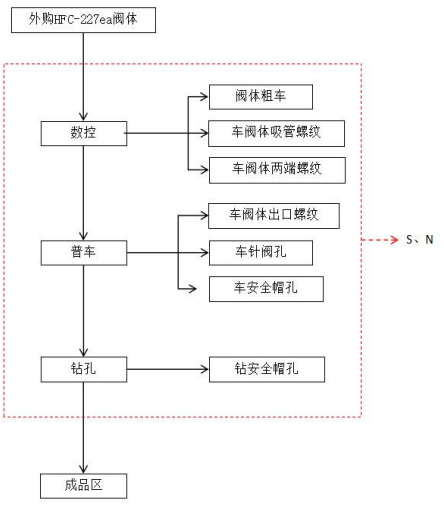 外购HFC-227ea阀体
阀体粗车
数控
车阀体吸管螺纹
车阀体两端螺纹
车阀体出口螺纹
S、N
普车
车针阀孔
车安全帽孔
钻孔
钻安全帽孔
成品区